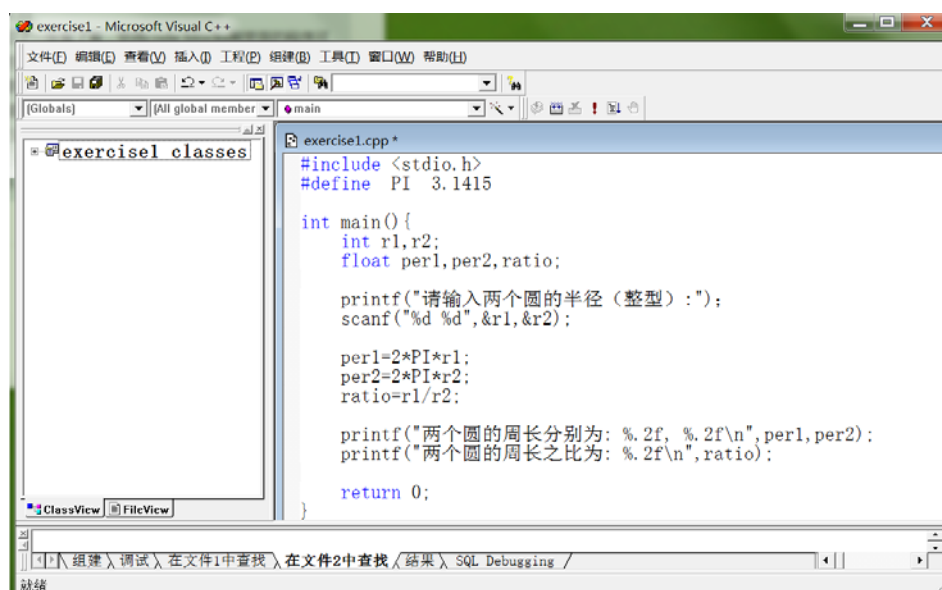 exercise1 - Microsoft Visual C++
文件(F) 编辑(E) 查看(V) 插入(I) 工程(P) 组建(B) 工具(T) 窗口(W) 帮助(H)
(Globals) (All global member main
exercise1 classes
exercise1.cpp *
#include <stdio.h>
#define PI 3.1415
int main(){
int r1,r2;
float per1,per2,ratio;
printf("请输入两个圆的半径（整型）:");
scanf("%d %d",&r1,&r2);
per1=2*PI*r1;
per2=2*PI*r2;
ratio=r1/r2;
printf("两个圆的周长分别为: %.2f, %.2f\n",per1,per2);
printf("两个圆的周长之比为: %.2f\n",ratio);
return 0;
}
ClassView FileView
组建 调试 在文件1中查找 在文件2中查找 结果 SQL Debugging
就绪